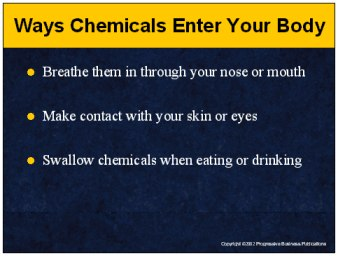 Ways Chemicals Enter Your Body
Breathe them in through your nose or mouth
Make contact with your skin or eyes
Swallow chemicals when eating or drinking
Copyright ©2002 Progressive Business Publications